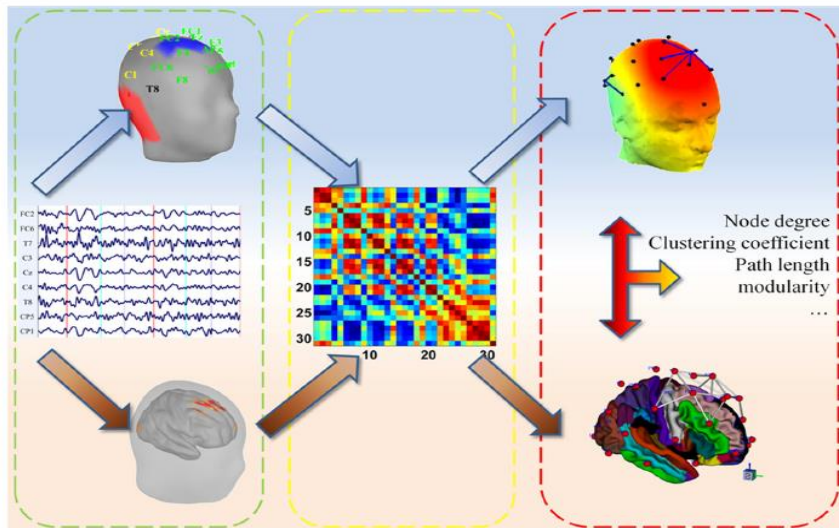 C4
C1
T8
F8
FC2
FC6
T7
C3
Cz
C4
T8
CP5
CP1
5
10
15
20
25
30
10
20
30
Node degree
Clustering coefficient
Path length
modularity
…